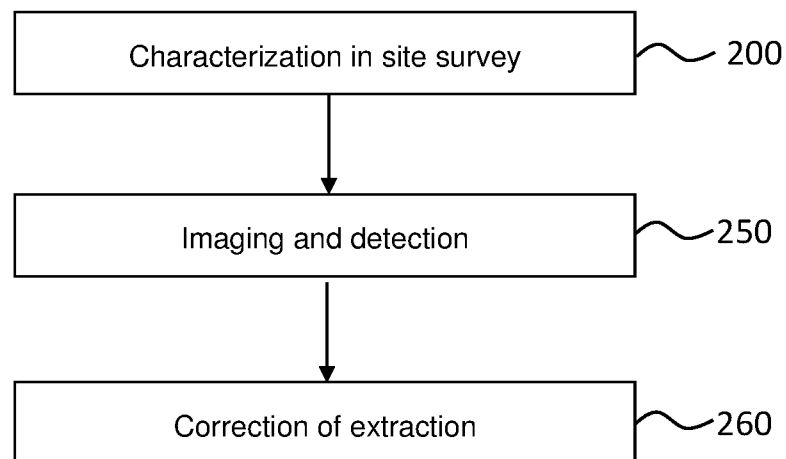 Characterization in site survey 200
Imaging and detection 250
Correction of extraction 260